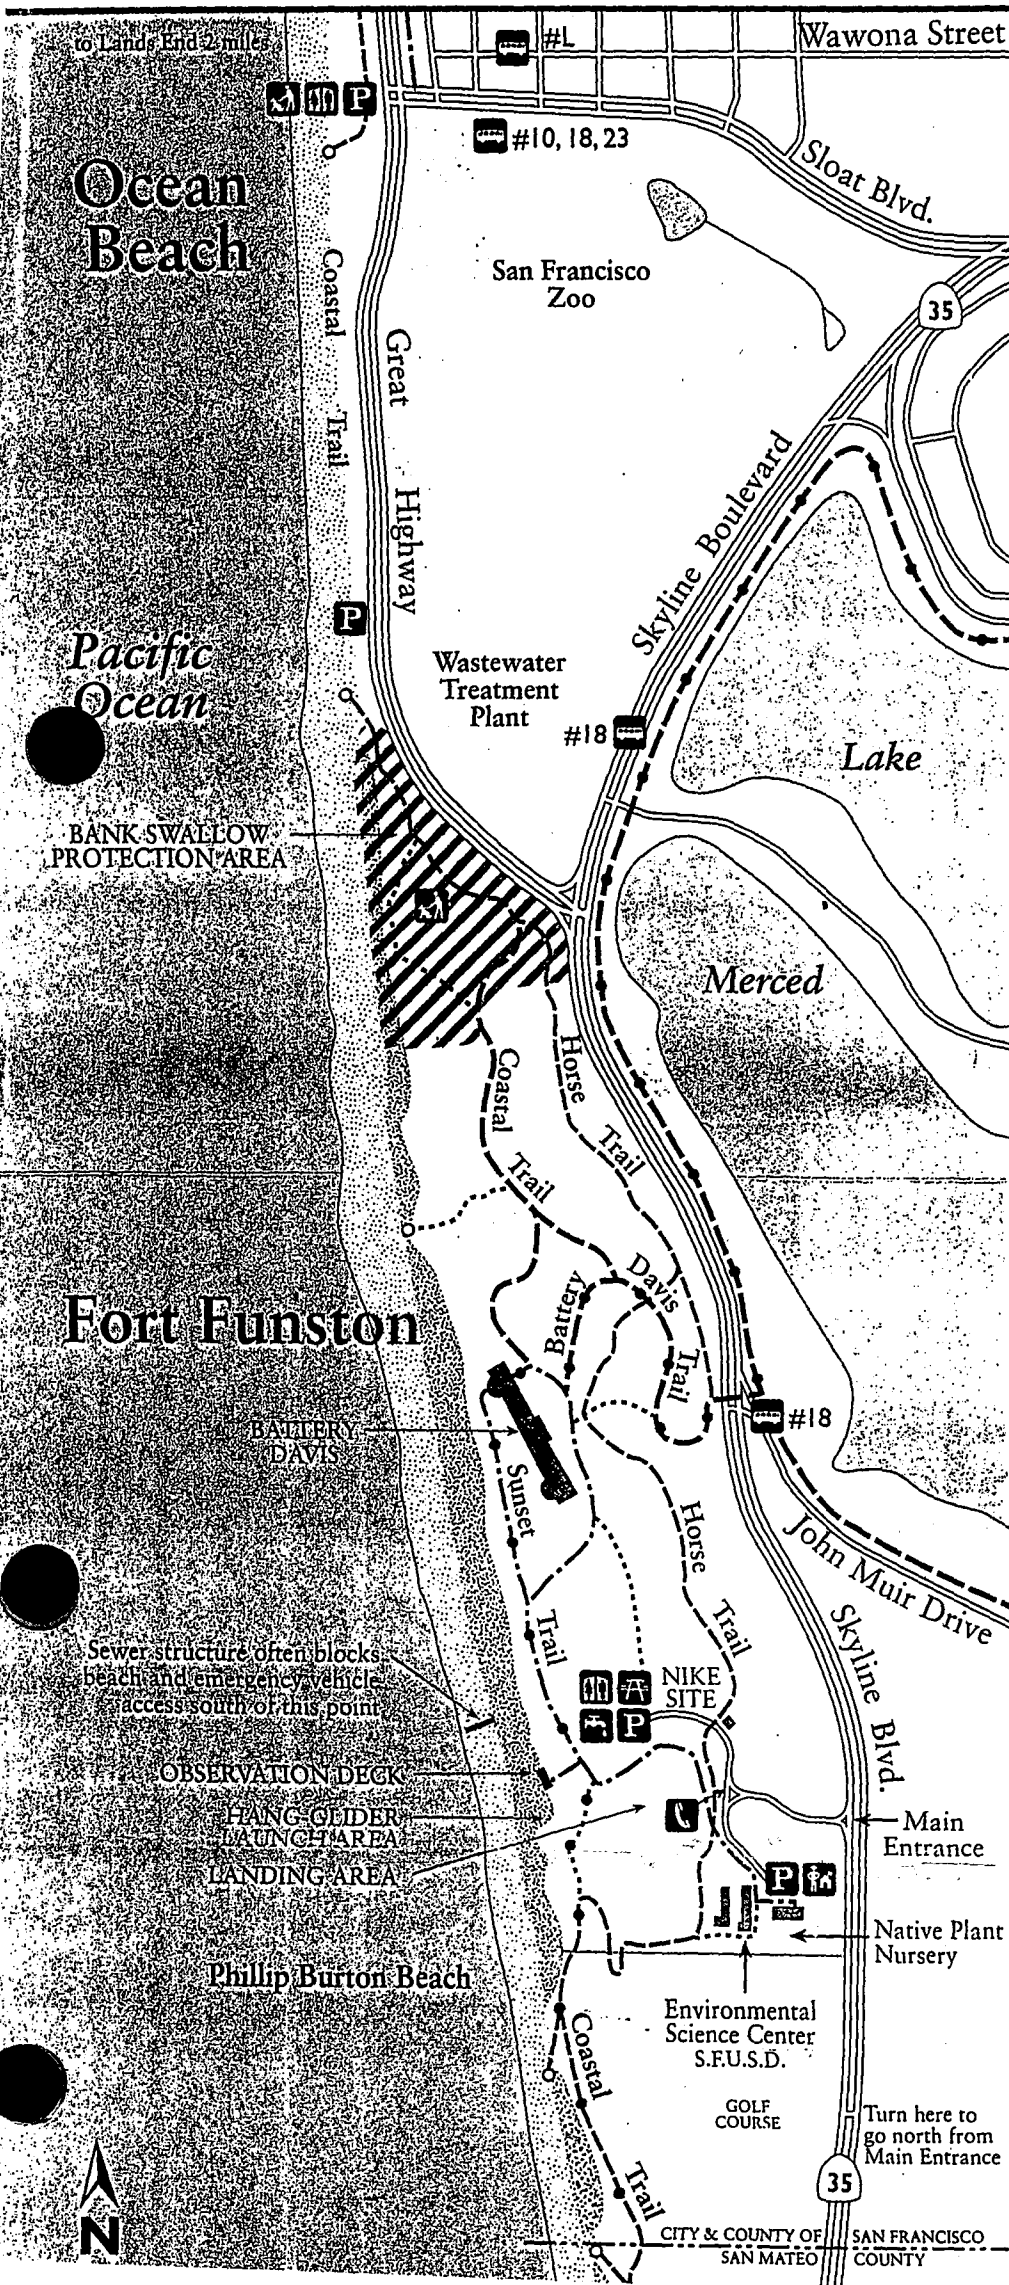 to Lands End 2 miles
#L
Wawona Street
P
#10, 18, 23
Sloat Blvd.
Ocean
Beach
San Francisco
Zoo
35
Coastal Trail
Great Highway
Skyline Boulevard
P
Pacific
Ocean
Wastewater
Treatment
Plant
#18
Lake
Merced
BANK SWALLOW
PROTECTION AREA
Coastal Trail
Horse Trail
Fort Funston
Battery Davis Trail
BATTERY
DAVIS
#18
Sunset Trail
Horse Trail
John Muir Drive
Skyline Blvd.
Sewer structure often blocks
beach and emergency vehicle
access south of this point
NIKE
SITE
P
OBSERVATION DECK
HANG GLIDER
LAUNCH AREA
LANDING AREA
Main
Entrance
P
Native Plant
Nursery
Phillip Burton Beach
Environmental
Science Center
S.F.U.S.D.
Coastal Trail
GOLF
COURSE
Turn here to
go north from
Main Entrance
35
N
CITY & COUNTY OF SAN FRANCISCO
SAN MATEO COUNTY